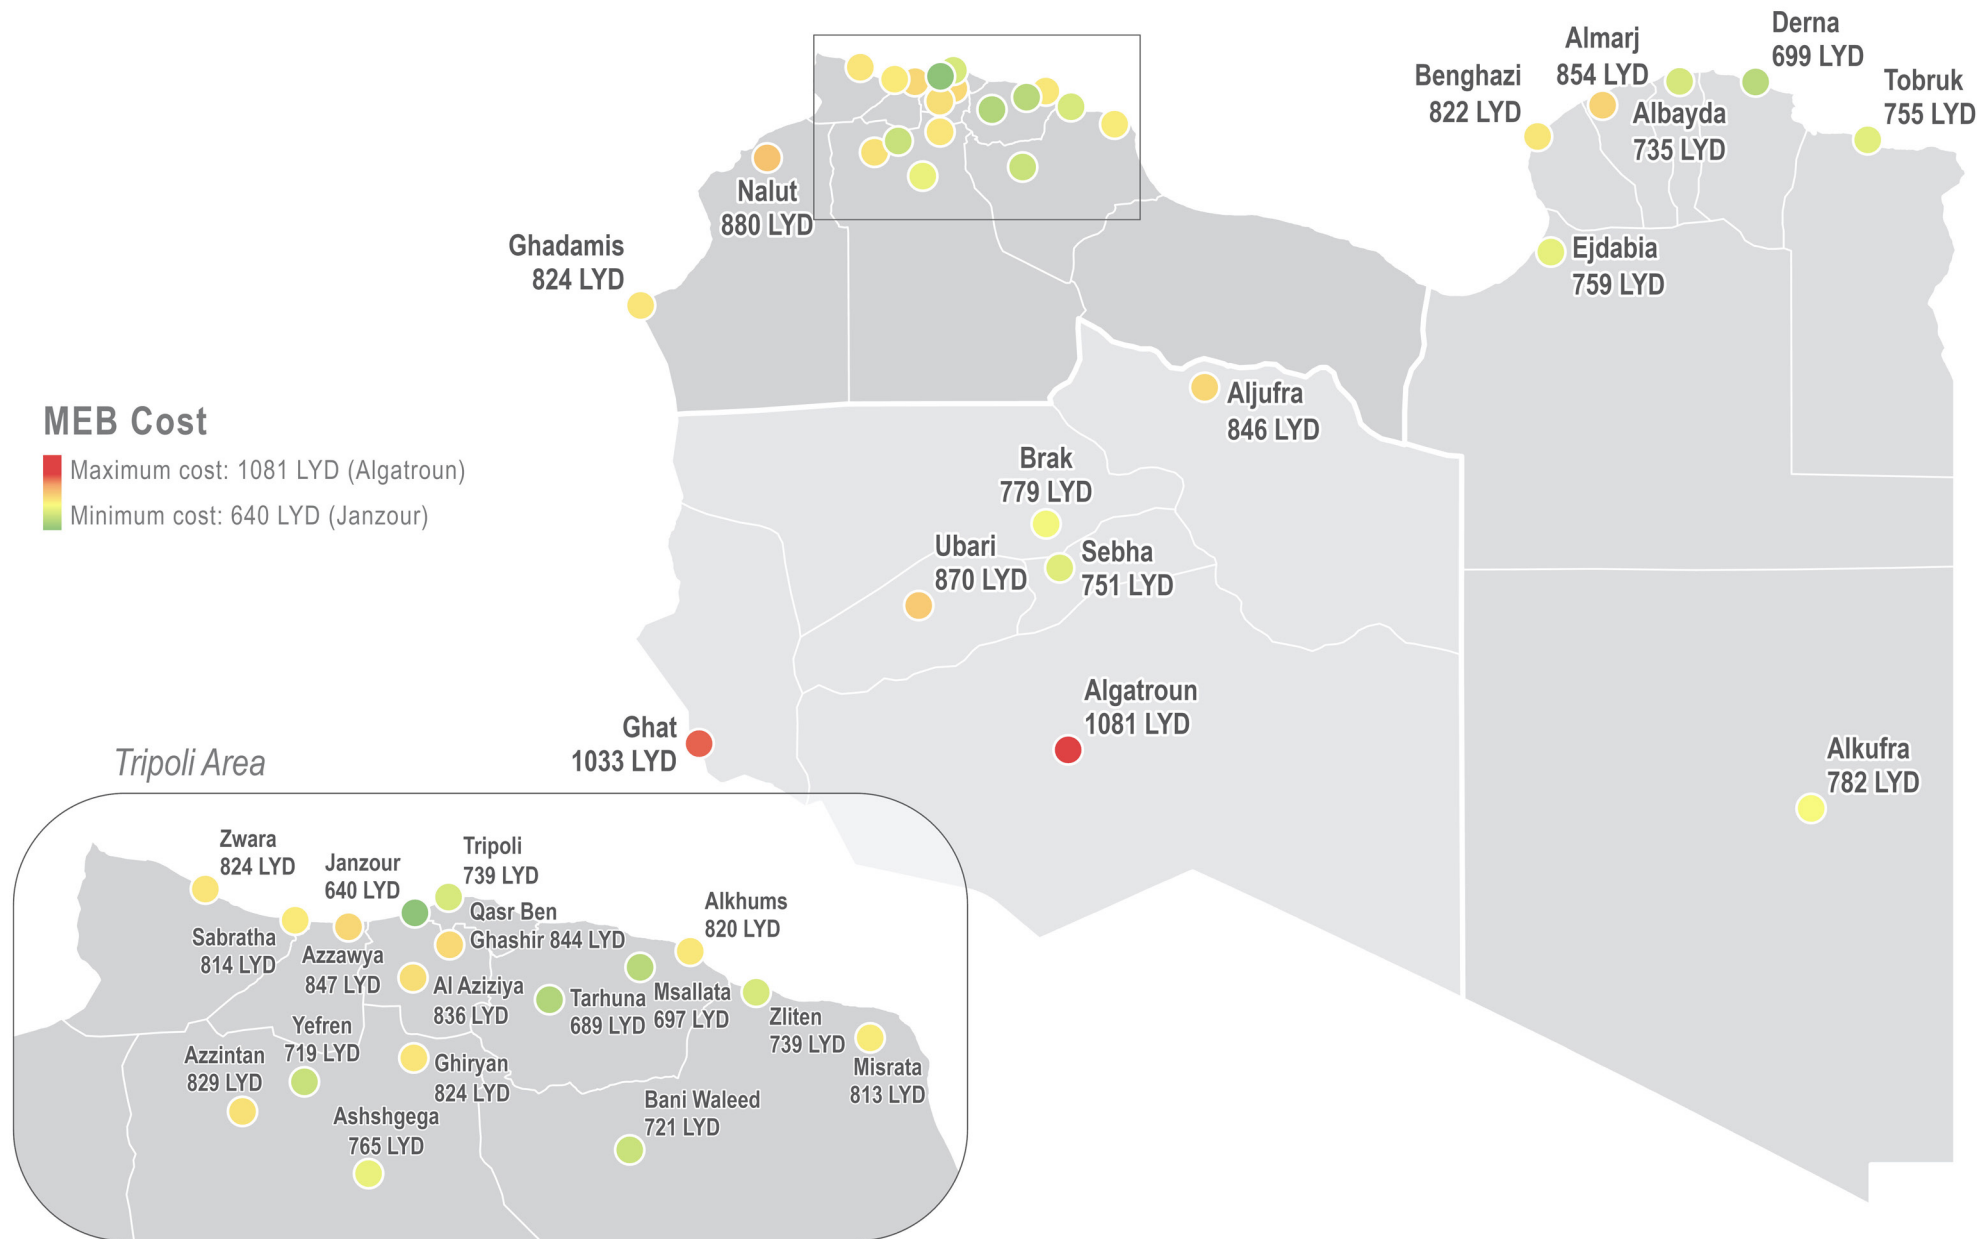 Derna
699 LYD
Almarj
854 LYD
Benghazi
822 LYD
Tobruk
755 LYD
Albayda
735 LYD
Nalut
880 LYD
Ghadamis
824 LYD
Ejdabia
759 LYD
Aljufra
846 LYD
MEB Cost
Maximum cost: 1081 LYD (Algatroun)
Minimum cost: 640 LYD (Janzour)
Brak
779 LYD
Ubari
870 LYD
Sebha
751 LYD
Algatroun
1081 LYD
Ghat
1033 LYD
Alkufra
782 LYD
Tripoli Area
Zwara
824 LYD
Janzour
640 LYD
Tripoli
739 LYD
Qasr Ben
Ghashir 844 LYD
Alkhums
820 LYD
Sabratha
814 LYD
Azzawya
847 LYD
Al Aziziya
836 LYD
Tarhuna
689 LYD
Msallata
697 LYD
Zliten
739 LYD
Misrata
813 LYD
Yefren
719 LYD
Azzintan
829 LYD
Ghiryan
824 LYD
Ashshgega
765 LYD
Bani Waleed
721 LYD